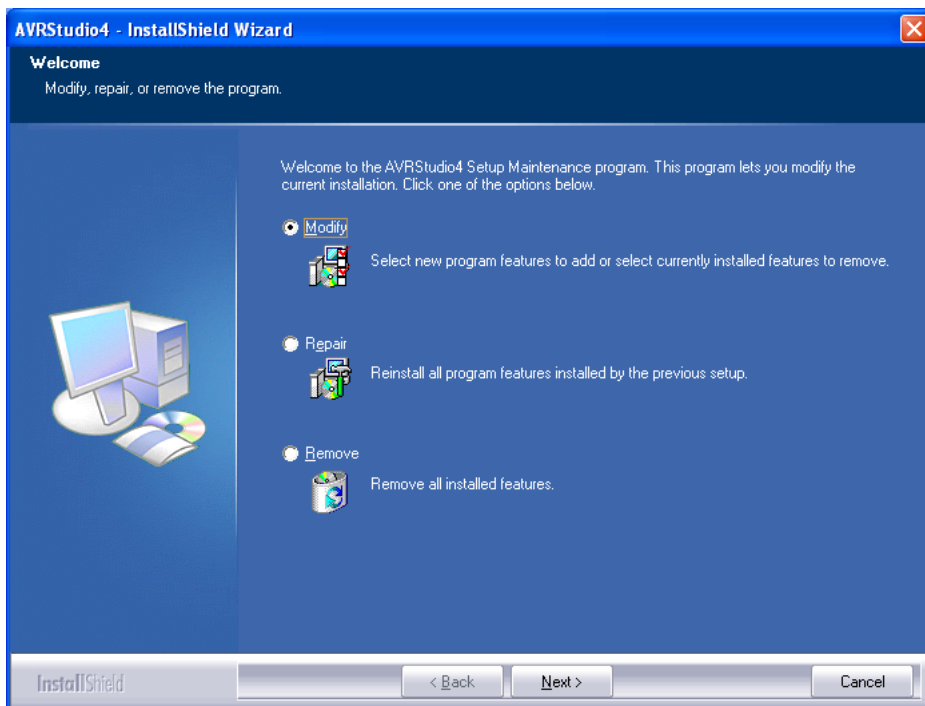 AVRStudio4 - InstallShield Wizard
Welcome
Modify, repair, or remove the program.
Welcome to the AVRStudio4 Setup Maintenance program. This program lets you modify the
current installation. Click one of the options below.
Modify
Select new program features to add or select currently installed features to remove.
Repair
Reinstall all program features installed by the previous setup.
Remove
Remove all installed features.
InstallShield
< Back
Next >
Cancel